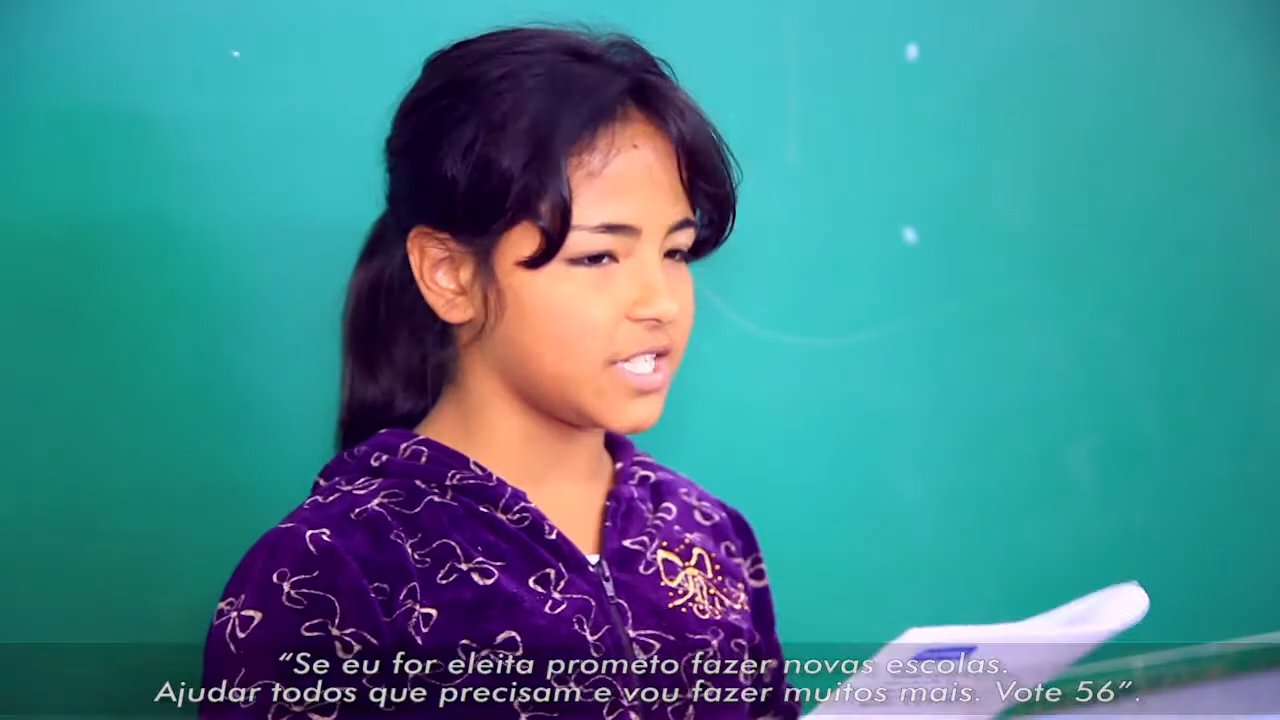 “Se eu for eleita prometo fazer novas escolas.
Ajudar todos que precisam e vou fazer muitos mais. Vote 56”.